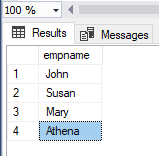 100 %
Results Messages
empname
1 John
2 Susan
3 Mary
4 Athena